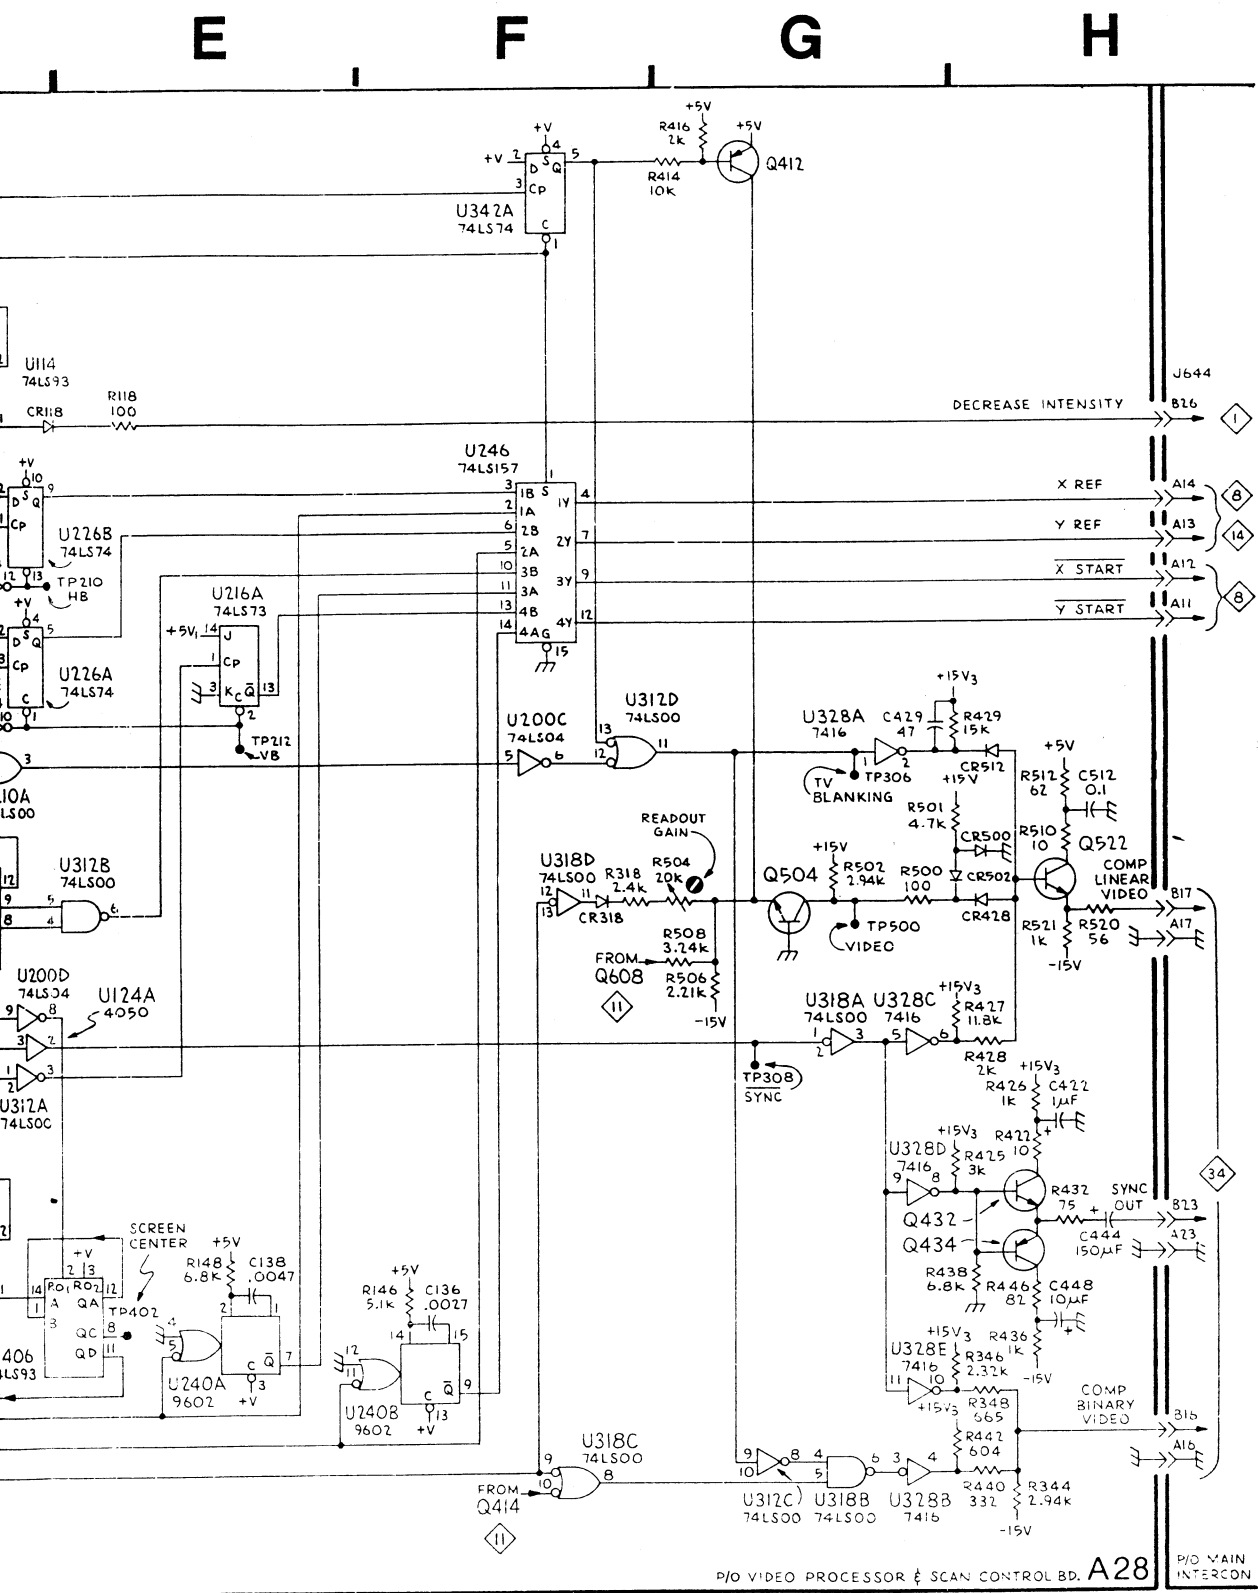 E F G H
+5V
R416
2K
+5V
Q412
R414
10K
+V
4
+V 2
D S Q
5
3
CP
C
1
U342A
74LS74
U114
74LS93
CR118
R118
100
J644
DECREASE INTENSITY
B26
1
U246
74LS157
1
3 1B S
2 1A
6 2B
5 2A
10 3B
11 3A
13 4B
14 4A G
15
1Y 4
2Y 7
3Y 9
4Y 12
X REF
A14
8
Y REF
A13
14
X START
A12
8
Y START
A11
+V
10
D S Q
9
CP
U226B
74LS74
12
13
TP210
HB
+V
4
D S Q
5
CP
C
10
1
U226A
74LS74
U216A
74LS73
+5V1
14
J
1
CP
3
K C Q
13
2
TP212
VB
3
10A
LS00
U200C
74LS04
5
6
U312D
74LS00
13
12
11
U328A
7416
1
2
TP306
TV
BLANKING
+15V3
C429
47
R429
15K
CR512
+15V
R501
4.7K
CR500
CR502
CR428
+5V
R512
62
C512
0.1
R510
10
Q522
COMP
LINEAR
VIDEO
B17
A17
R521
1K
R520
56
-15V
READOUT
GAIN
U318D
74LS00
12
13
11
CR318
R318
2.4K
R504
20K
Q504
+15V
R502
2.94K
R500
100
TP500
VIDEO
R508
3.24K
FROM
Q608
11
R506
2.21K
-15V
U312B
74LS00
12
9
8
5
4
6
U200D
74LS04
9
8
U124A
4050
3
2
1
2
3
U312A
74LS00
TP308
SYNC
U318A
74LS00
1
2
3
U328C
7416
5
6
+15V3
R427
11.8K
R428
2K
+15V3
R426
1K
C422
1µF
+
R422
10
U328D
7416
9
8
+15V3
R425
3K
Q432
Q434
R432
75
+
C444
150µF
SYNC
OUT
B23
A23
34
R438
6.8K
R446
82
C448
10µF
+
R436
1K
-15V
SCREEN
CENTER
+V
2 3
14
R01 R02
12
A QA
1
B
QC 8
QD 11
TP402
406
LS93
+5V
R148
6.8K
C138
.0047
2
1
4
5
C
Q
7
3
+V
U240A
9602
+5V
R146
5.1K
C136
.0027
14
15
12
11
C
Q
9
13
+V
U240B
9602
U328E
7416
11
10
+15V3
R346
2.32K
R348
665
+15V3
R442
604
R440
332
R344
2.94K
-15V
COMP
BINARY
VIDEO
B16
A16
U318C
74LS00
9
10
8
FROM
Q414
11
9
10
8
U312C
74LS00
4
5
6
U318B
74LS00
3
4
U328B
7416
P/O VIDEO PROCESSOR & SCAN CONTROL BD. A28
P/O MAIN
INTERCON